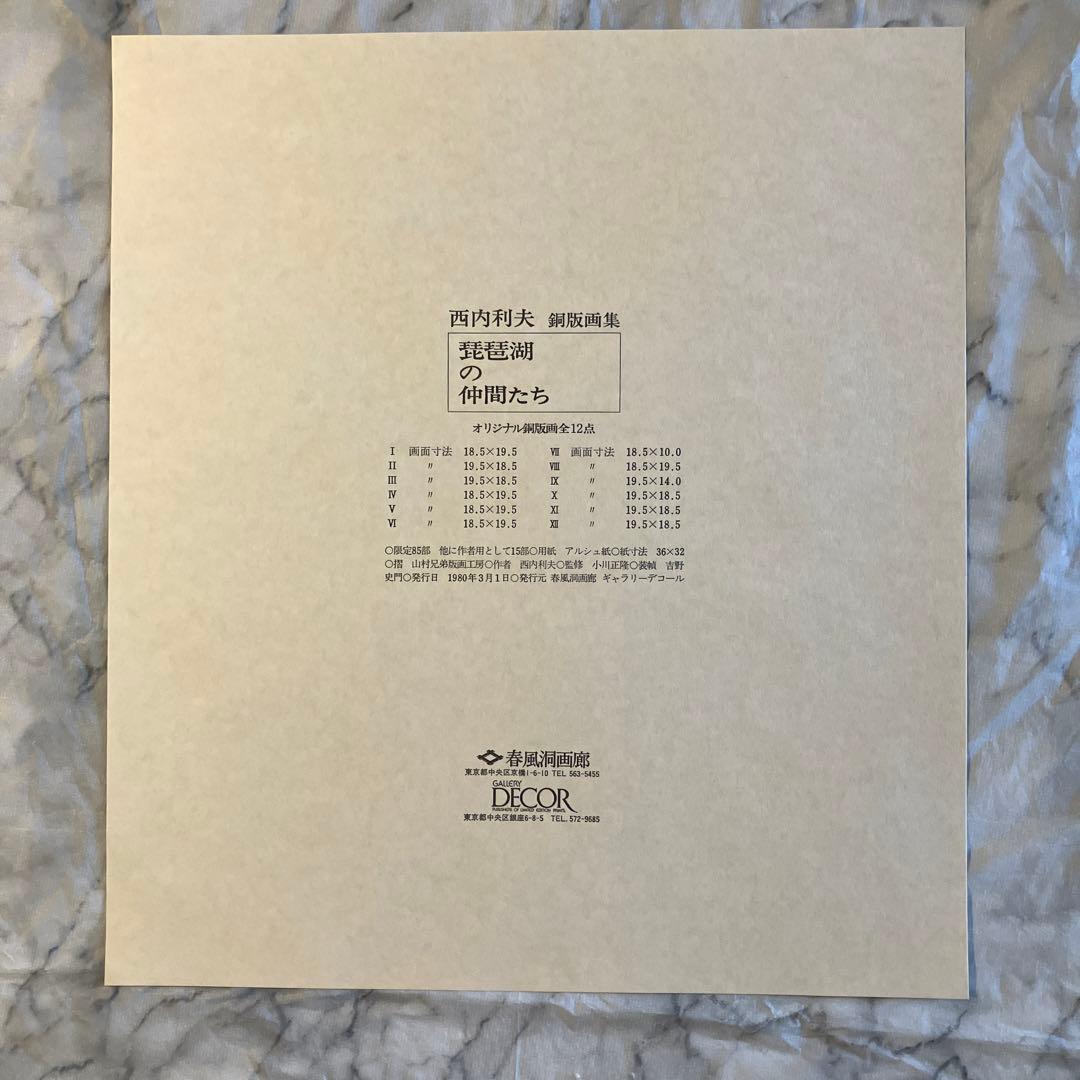 西内利夫 銅版画集
琵琶湖
の
仲間たち
オリジナル銅版画全12点
I 画面寸法 18.5×19.5 VII 画面寸法 18.5×10.0
II 〃 19.5×18.5 VIII 〃 18.5×19.5
III 〃 19.5×18.5 IX 〃 19.5×14.0
IV 〃 18.5×19.5 X 〃 19.5×18.5
V 〃 18.5×19.5 XI 〃 19.5×18.5
VI 〃 18.5×19.5 XII 〃 19.5×18.5
○限定85部 他に作者用として15部○用紙 アルシュ紙○紙寸法 36×32
○摺 山村兄弟版画工房○作者 西内利夫○監修 小川正隆○装幀 吉野
史門○発行日 1980年3月1日○発行元 春風洞画廊 ギャラリーデコール
春風洞画廊
東京都中央区京橋1-6-10 TEL 563-5455
GALLERY
DECOR
PUBLISHERS OF LIMITED EDITION PRINTS.
東京都中央区銀座6-8-5 TEL. 572-9685